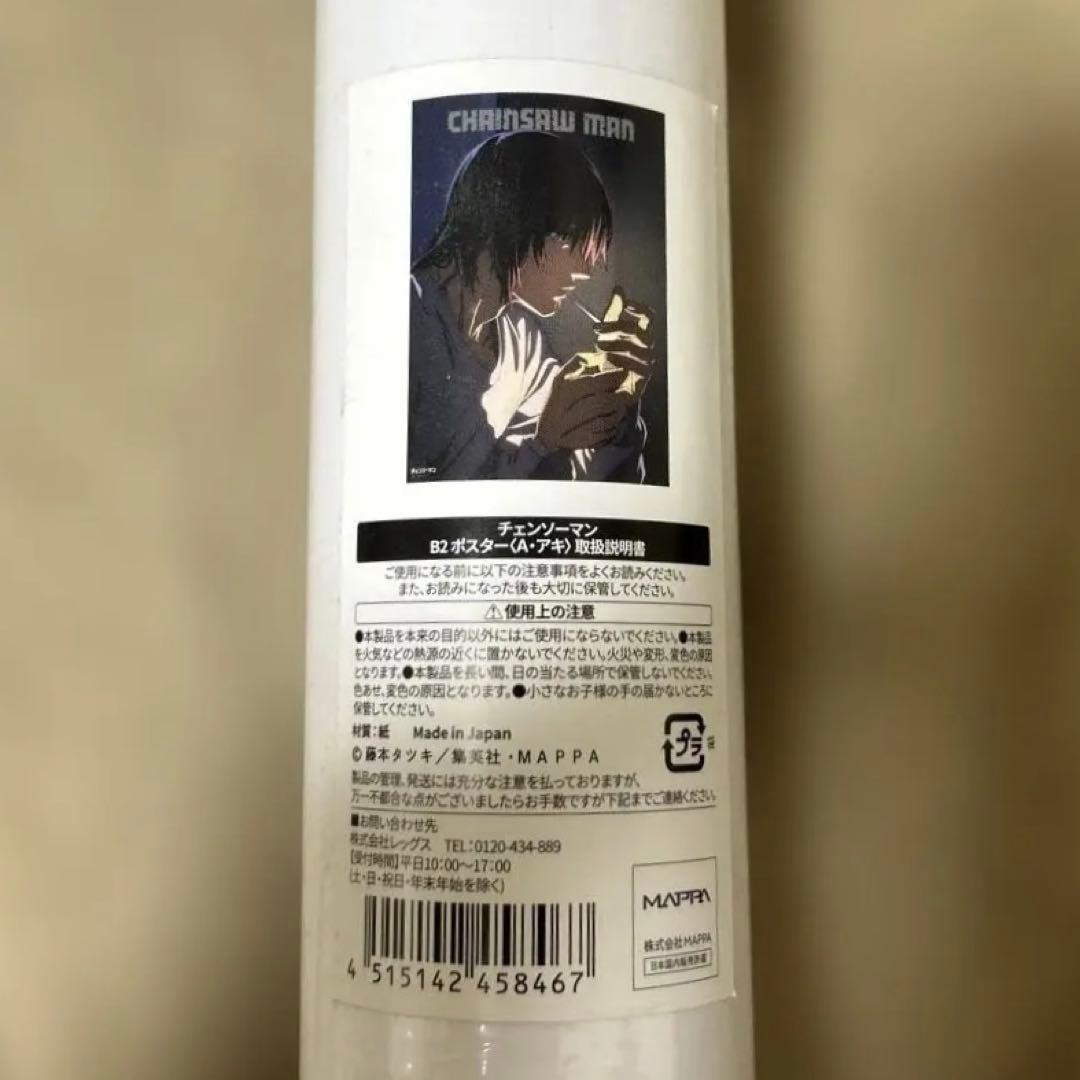 CHAINSAW MAN
チェンソーマン
チェンソーマン
B2 ポスター〈A・アキ〉取扱説明書
ご使用になる前に以下の注意事項をよくお読みください。
また、お読みになった後も大切に保管してください。
⚠使用上の注意
●本製品を本来の目的以外にはご使用にならないでください。●本製品
を火気などの熱源の近くに置かないでください。火災や変形、変色の原因
となります。●本製品を長い間、日の当たる場所で保管しないでください。
色あせ、変色の原因となります。●小さなお子様の手の届かないところに
保管してください。
材質:紙 Made in Japan
プラ 袋
©藤本タツキ／集英社・MAPPA
製品の管理、発送には充分な注意を払っておりますが、
万一不都合な点がございましたらお手数ですが下記までご連絡ください。
■お問い合わせ先
株式会社レッグス TEL:0120-434-889
【受付時間】平日10:00〜17:00
(土・日・祝日・年末年始を除く)
4 515142 458467
MAPPA
株式会社MAPPA
日本国内販売許諾